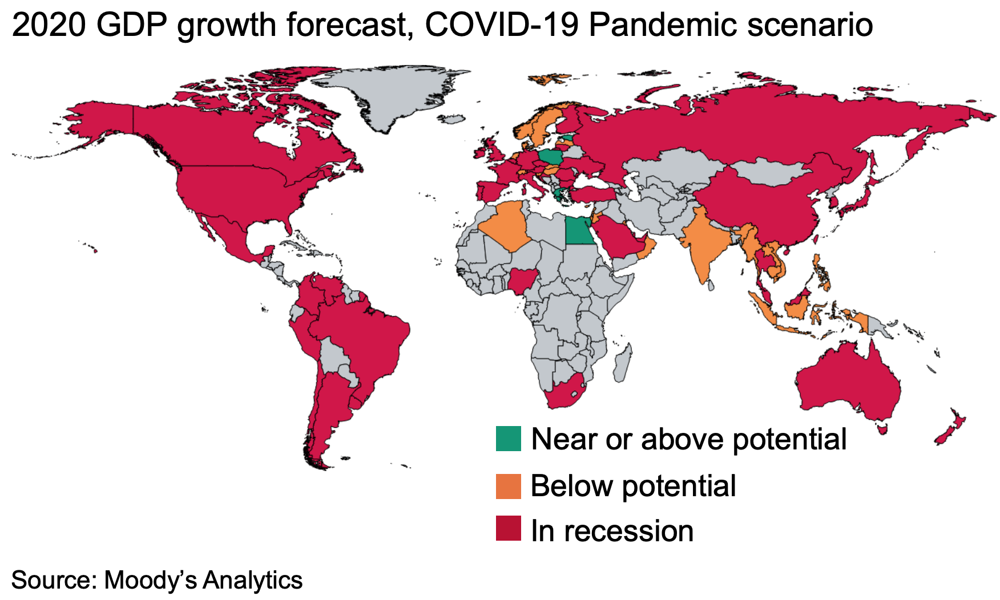 2020 GDP growth forecast, COVID-19 Pandemic scenario
Near or above potential
Below potential
In recession
Source: Moody’s Analytics